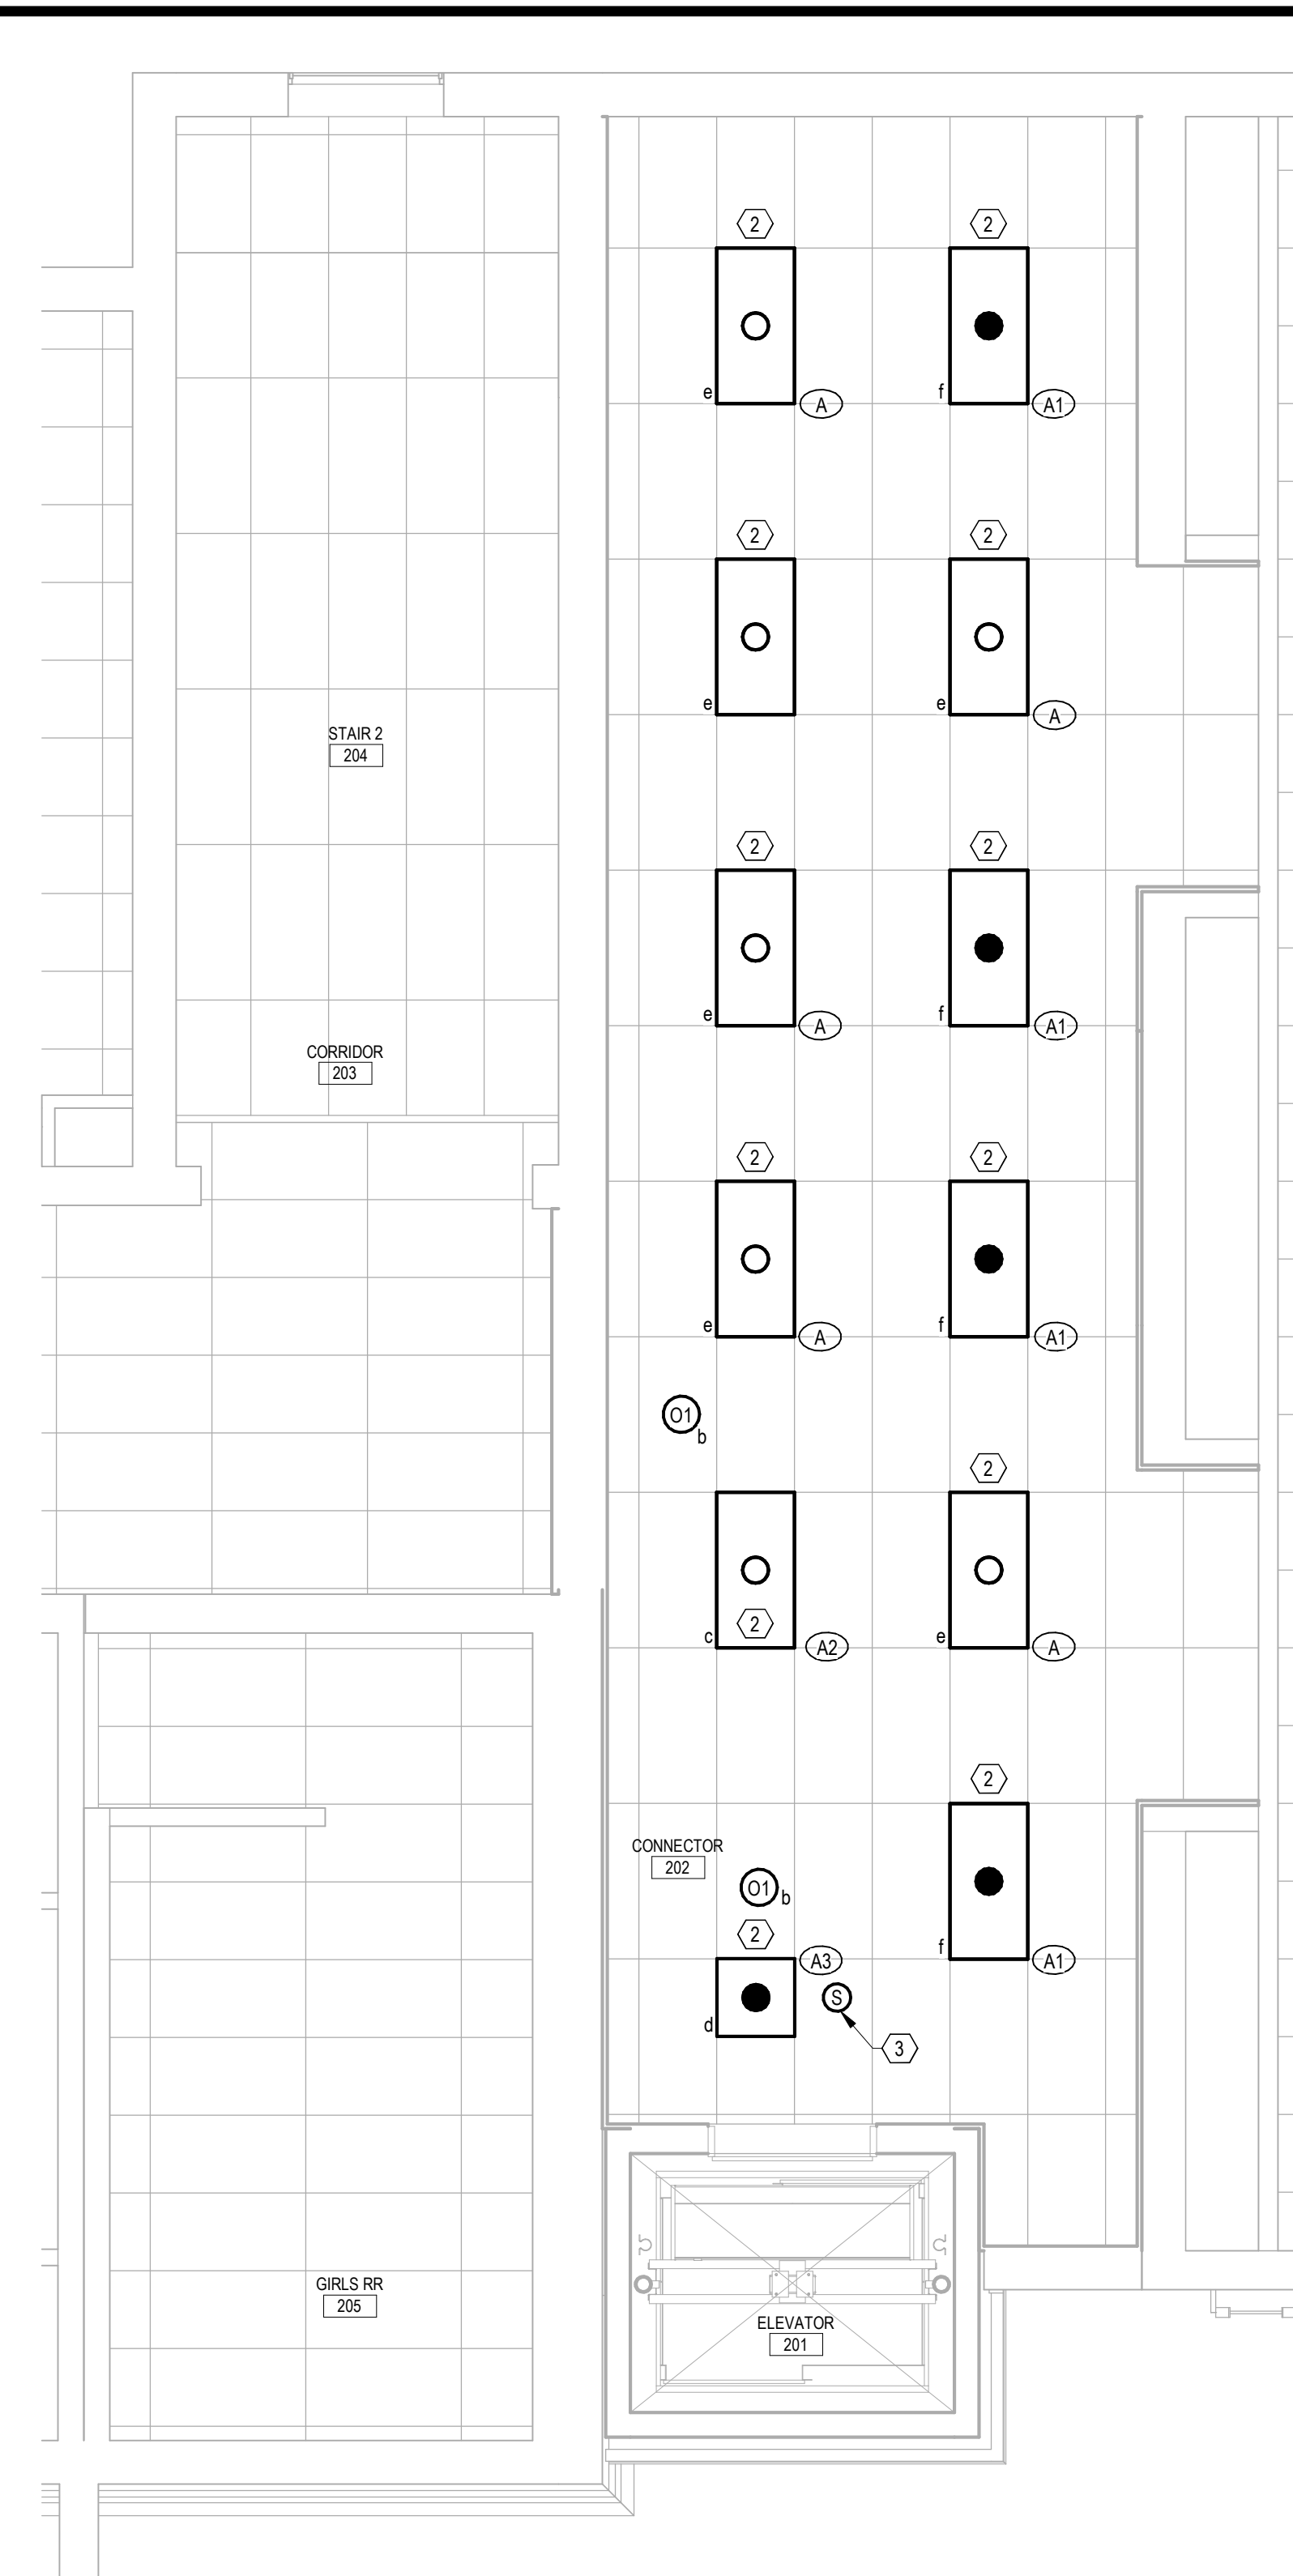 2 2
e A f A1
2 2
e e A
STAIR 2
204
2 2
e A f A1
CORRIDOR
203
2 2
e A f A1
O1
b
2
2
c A2 e A
2
CONNECTOR
202
O1 b
2
f A1
A3
S
d
3
GIRLS RR
205
ELEVATOR
201